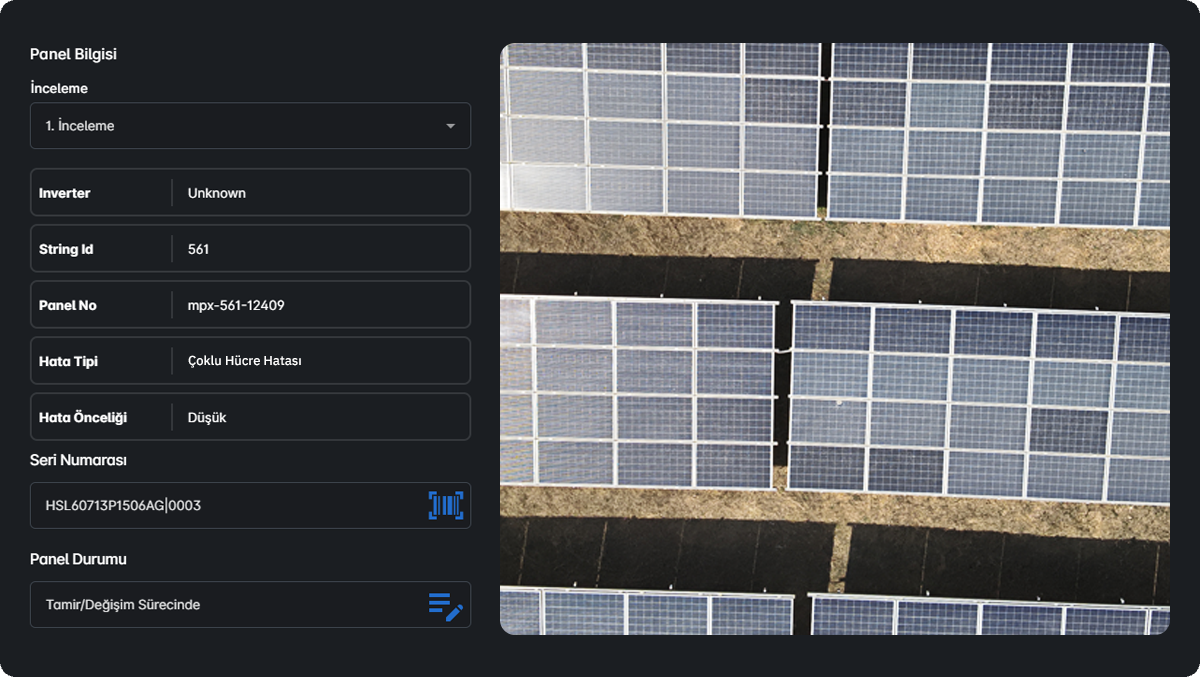 Panel Bilgisi
İnceleme
1. İnceleme
Inverter Unknown
String Id 561
Panel No mpx-561-12409
Hata Tipi Çoklu Hücre Hatası
Hata Önceliği Düşük
Seri Numarası
HSL60713P1506AG|0003
Panel Durumu
Tamir/Değişim Sürecinde